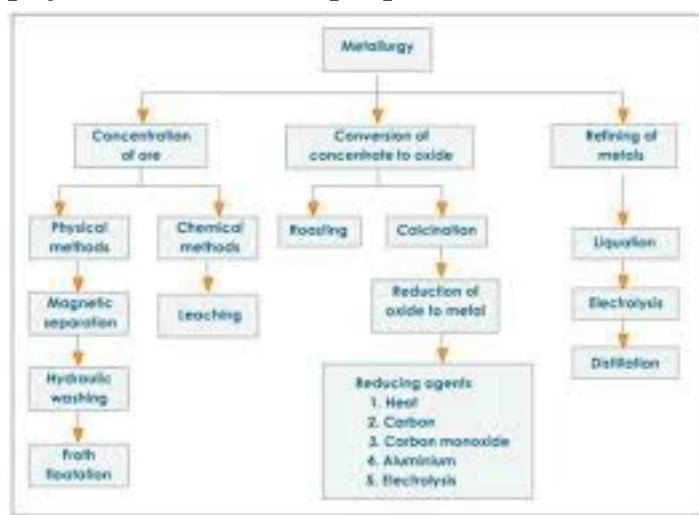 Metallurgy
Concentration
of ore
Conversion of
concentrate to oxide
Refining of
metals
Physical
methods
Chemical
methods
Roasting
Calcination
Liquation
Magnetic
separation
Leaching
Reduction of
oxide to metal
Electrolysis
Hydraulic
washing
Distillation
Froth
floatation
Reducing agents
1. Heat
2. Carbon
3. Carbon monoxide
4. Aluminium
5. Electrolysis